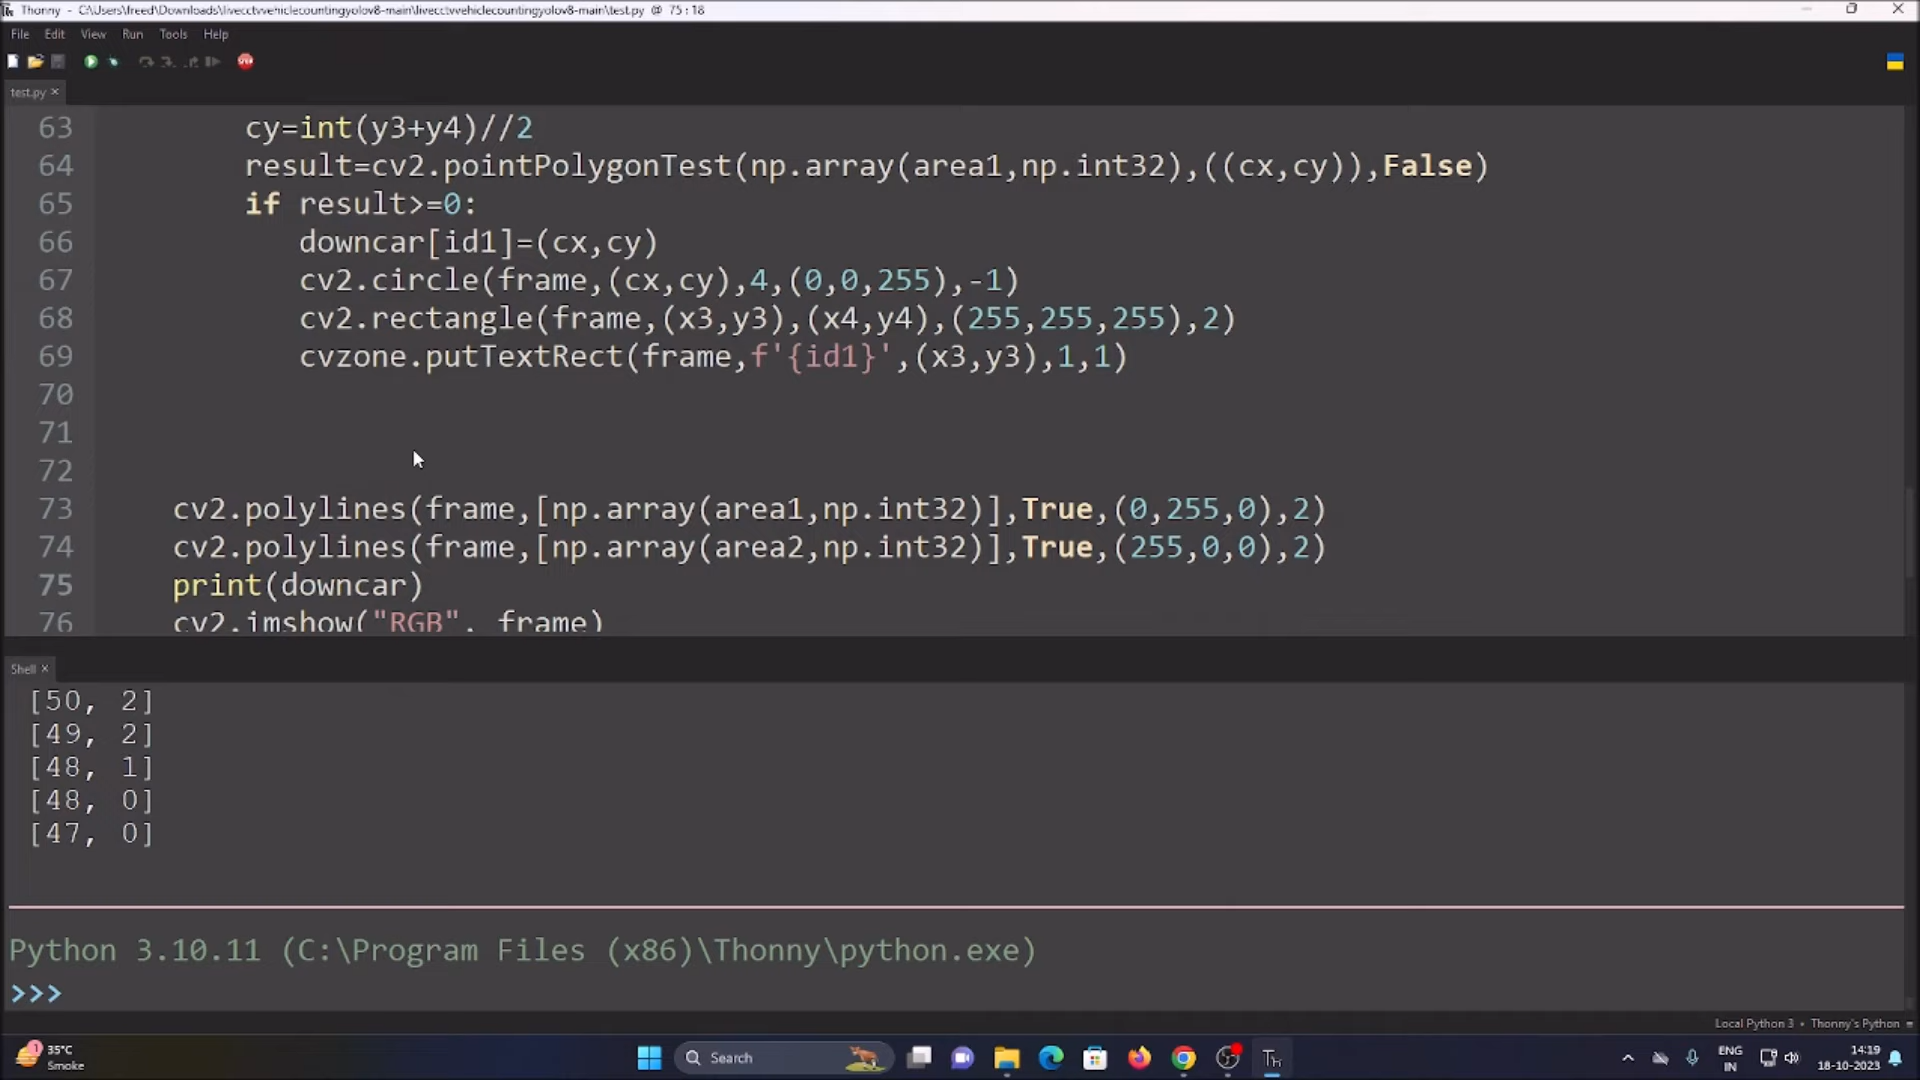 Thonny - C:\Users\freed\Downloads\livecctvvehiclecountingyolov8-main\livecctvvehiclecountingyolov8-main\test.py @ 75 : 18
File Edit View Run Tools Help
test.py ×
63 cy=int(y3+y4)//2
64 result=cv2.pointPolygonTest(np.array(area1,np.int32),((cx,cy)),False)
65 if result>=0:
66 downcar[id1]=(cx,cy)
67 cv2.circle(frame,(cx,cy),4,(0,0,255),-1)
68 cv2.rectangle(frame,(x3,y3),(x4,y4),(255,255,255),2)
69 cvzone.putTextRect(frame,f'{id1}',(x3,y3),1,1)
70
71
72
73 cv2.polylines(frame,[np.array(area1,np.int32)],True,(0,255,0),2)
74 cv2.polylines(frame,[np.array(area2,np.int32)],True,(255,0,0),2)
75 print(downcar)
76 cv2.imshow("RGB", frame)
Shell ×
[50, 2]
[49, 2]
[48, 1]
[48, 0]
[47, 0]
Python 3.10.11 (C:\Program Files (x86)\Thonny\python.exe)
>>>
Local Python 3 • Thonny's Python
1 35°C
Smoke
Search
ENG
IN
14:19
18-10-2023